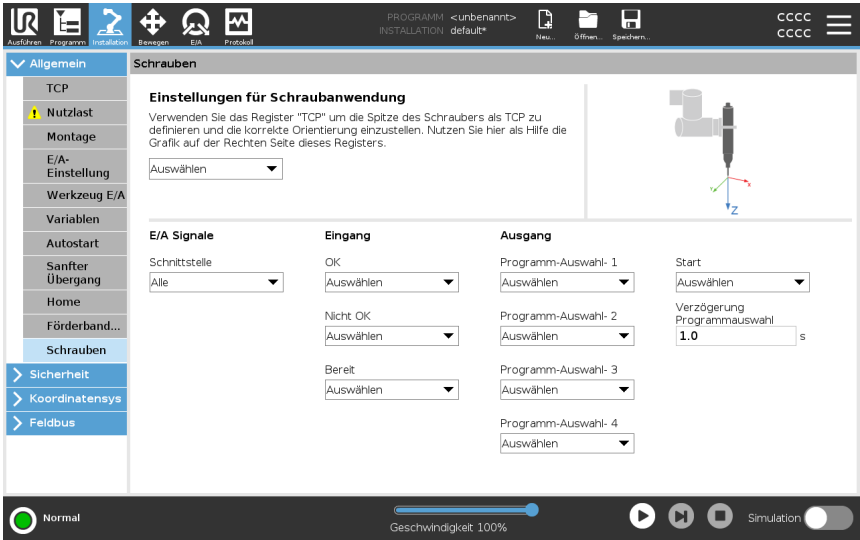 UR
PROGRAMM <unbenannt>
INSTALLATION default*
CCCC
CCCC
Ausführen Programm Installation Bewegen E/A Protokoll
Neu... Öffnen... Speichern...
Allgemein
TCP
Nutzlast
Montage
E/A-
Einstellung
Werkzeug E/A
Variablen
Autostart
Sanfter
Übergang
Home
Förderband...
Schrauben
Sicherheit
Koordinatensys
Feldbus
Schrauben
Einstellungen für Schraubanwendung
Verwenden Sie das Register "TCP" um die Spitze des Schraubers als TCP zu
definieren und die korrekte Orientierung einzustellen. Nutzen Sie hier als Hilfe die
Grafik auf der Rechten Seite dieses Registers.
Auswählen
Y
X
Z
E/A Signale
Schnittstelle
Alle
Eingang
OK
Auswählen
Nicht OK
Auswählen
Bereit
Auswählen
Ausgang
Programm-Auswahl- 1
Auswählen
Programm-Auswahl- 2
Auswählen
Programm-Auswahl- 3
Auswählen
Programm-Auswahl- 4
Auswählen
Start
Auswählen
Verzögerung
Programmauswahl
1.0 s
Normal
Geschwindigkeit 100%
Simulation